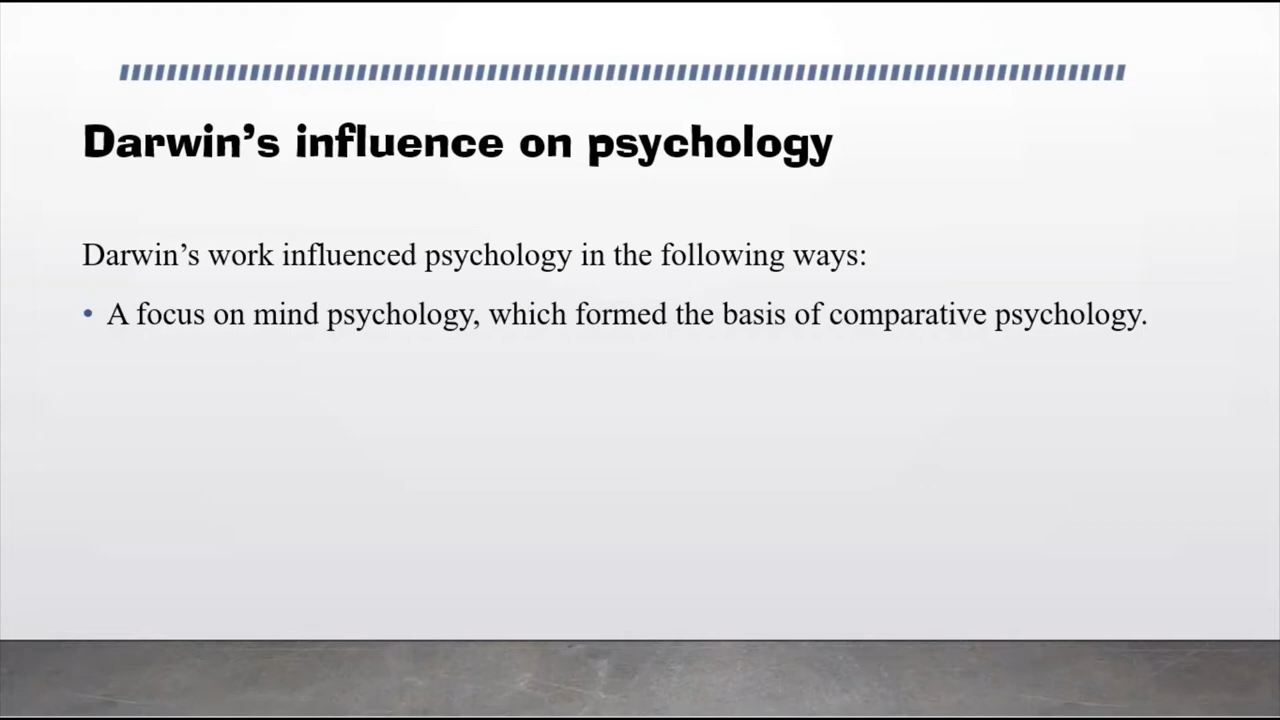 Darwin’s influence on psychology
Darwin’s work influenced psychology in the following ways:
• A focus on mind psychology, which formed the basis of comparative psychology.